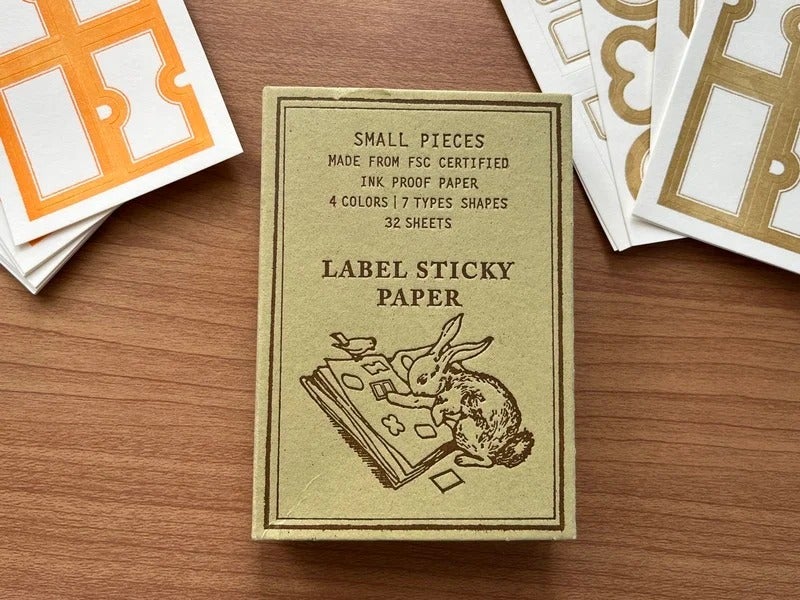 SMALL PIECES
MADE FROM FSC CERTIFIED
INK PROOF PAPER
4 COLORS | 7 TYPES SHAPES
32 SHEETS
LABEL STICKY
PAPER